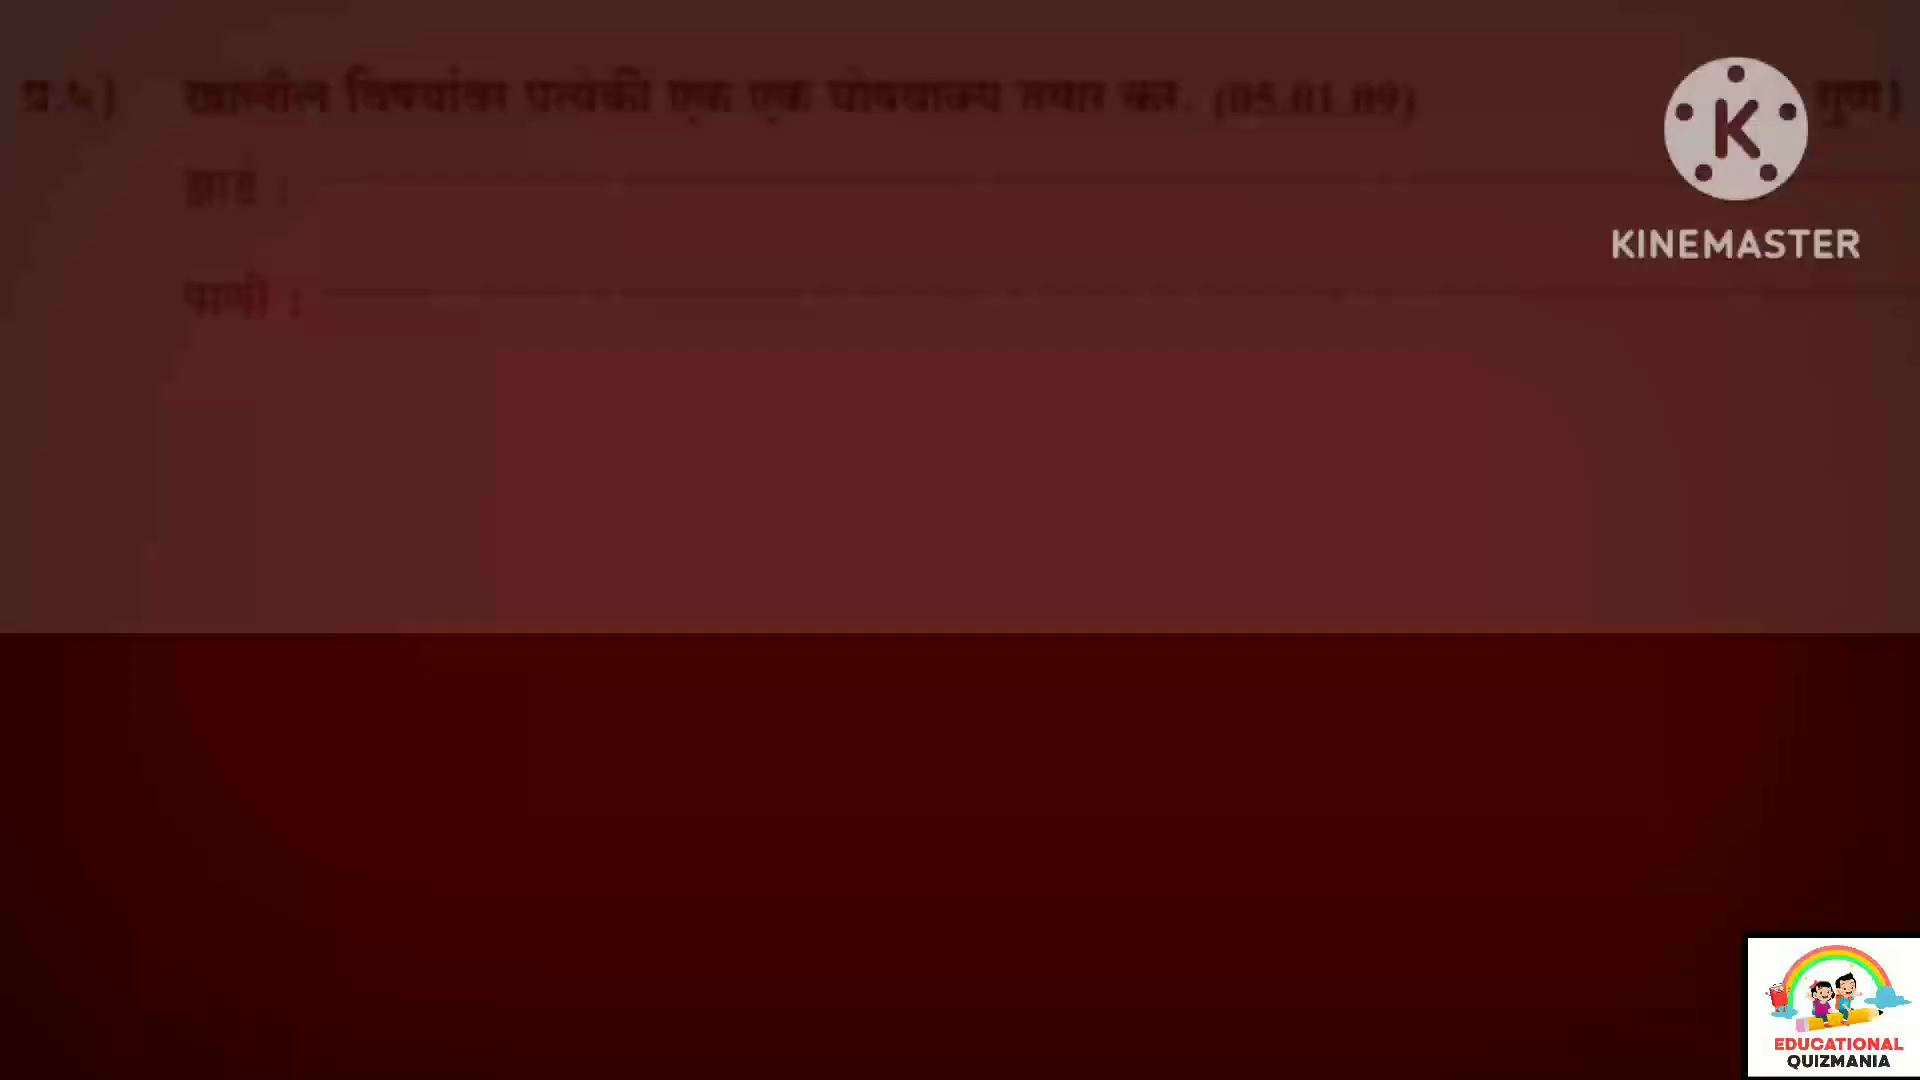 प्र.५) खालील विषयांवर प्रत्येकी एक एक घोषवाक्य तयार कर. (05.01.09) गुण)
झाडे :
पाणी :
K
KINEMASTER
EDUCATIONAL
QUIZMANIA